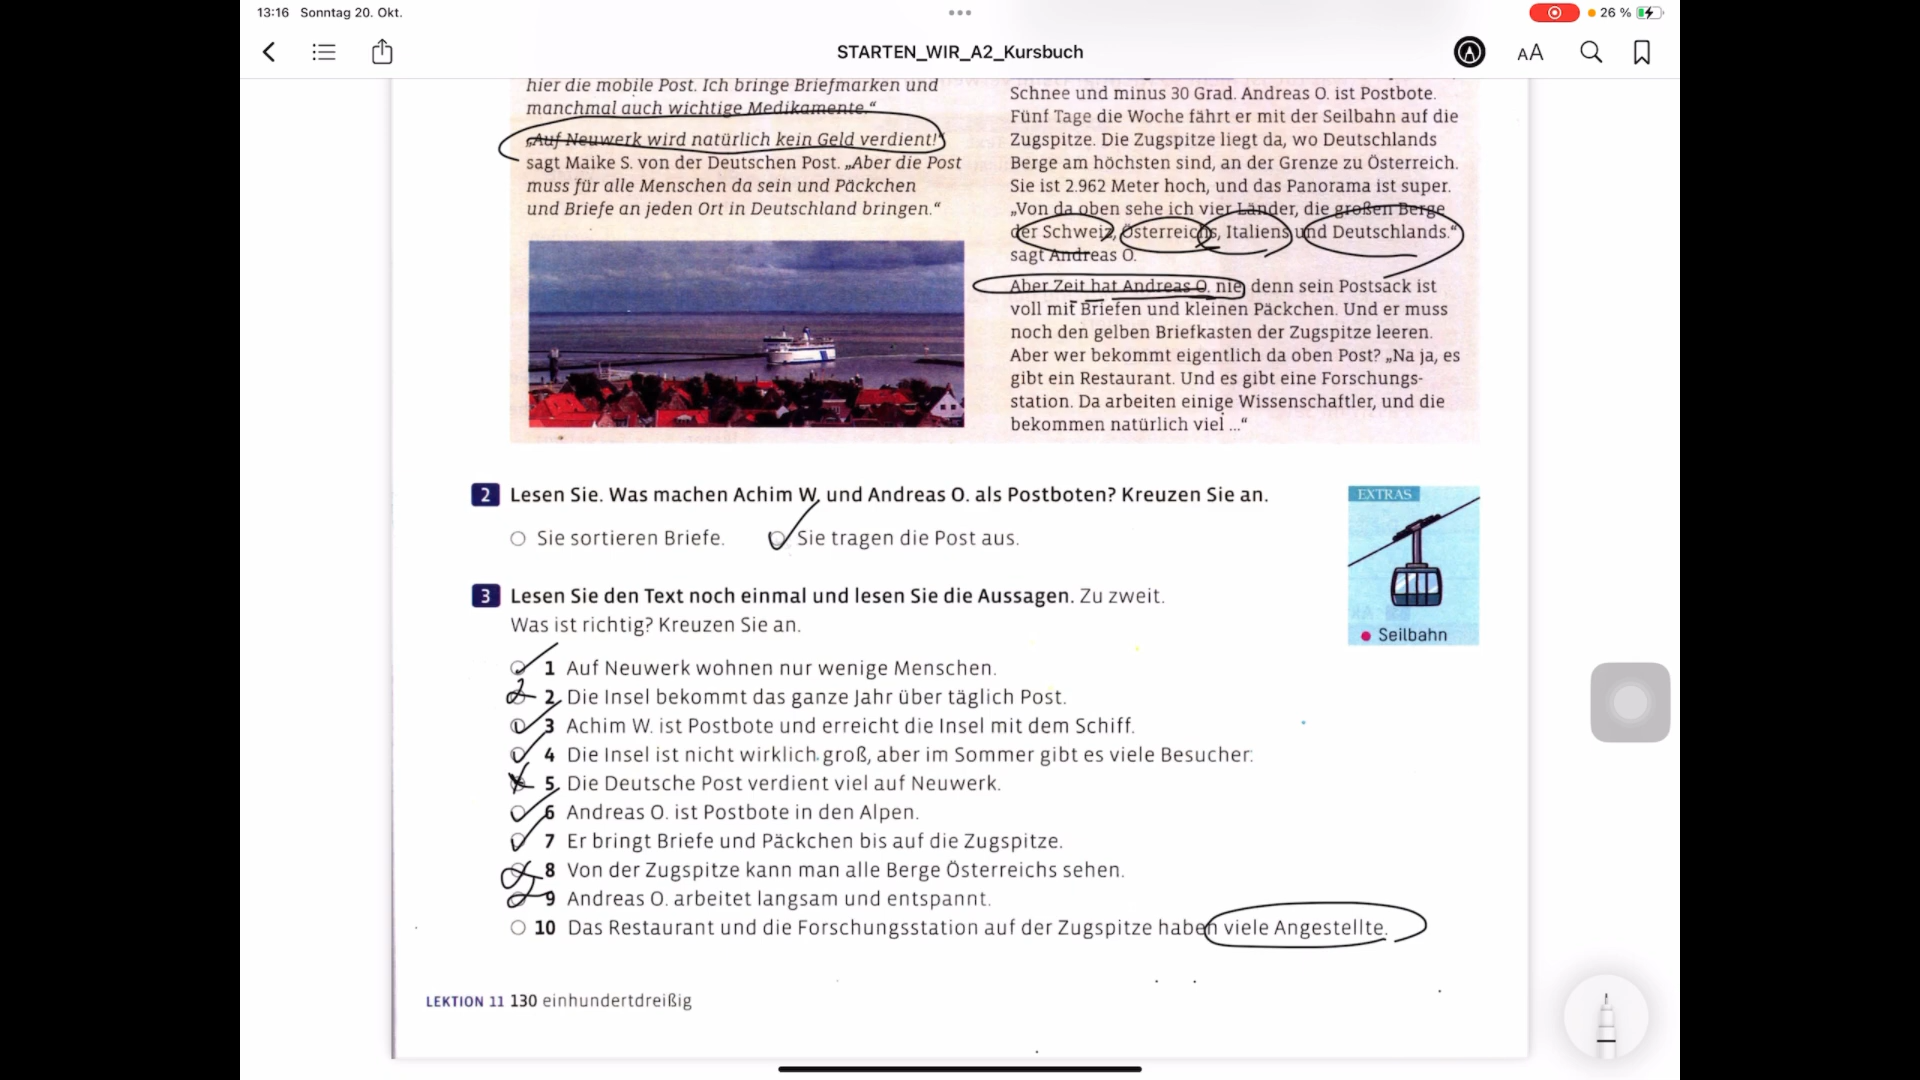 13:16 Sonntag 20. Okt.
26 %
STARTEN_WIR_A2_Kursbuch
AA
hier die mobile Post. Ich bringe Briefmarken und
manchmal auch wichtige Medikamente.“
„Auf Neuwerk wird natürlich kein Geld verdient!“
sagt Maike S. von der Deutschen Post. „Aber die Post
muss für alle Menschen da sein und Päckchen
und Briefe an jeden Ort in Deutschland bringen.“
Schnee und minus 30 Grad. Andreas O. ist Postbote.
Fünf Tage die Woche fährt er mit der Seilbahn auf die
Zugspitze. Die Zugspitze liegt da, wo Deutschlands
Berge am höchsten sind, an der Grenze zu Österreich.
Sie ist 2.962 Meter hoch, und das Panorama ist super.
„Von da oben sehe ich vier Länder, die großen Berge
der Schweiz, Österreichs, Italiens und Deutschlands.“
sagt Andreas O.
Aber Zeit hat Andreas O. nie, denn sein Postsack ist
voll mit Briefen und kleinen Päckchen. Und er muss
noch den gelben Briefkasten der Zugspitze leeren.
Aber wer bekommt eigentlich da oben Post? „Na ja, es
gibt ein Restaurant. Und es gibt eine Forschungs-
station. Da arbeiten einige Wissenschaftler, und die
bekommen natürlich viel ...“
2 Lesen Sie. Was machen Achim W. und Andreas O. als Postboten? Kreuzen Sie an.
Sie sortieren Briefe. Sie tragen die Post aus.
EXTRAS
Seilbahn
3 Lesen Sie den Text noch einmal und lesen Sie die Aussagen. Zu zweit.
Was ist richtig? Kreuzen Sie an.
1 Auf Neuwerk wohnen nur wenige Menschen.
2 Die Insel bekommt das ganze Jahr über täglich Post.
3 Achim W. ist Postbote und erreicht die Insel mit dem Schiff.
4 Die Insel ist nicht wirklich groß, aber im Sommer gibt es viele Besucher.
5 Die Deutsche Post verdient viel auf Neuwerk.
6 Andreas O. ist Postbote in den Alpen.
7 Er bringt Briefe und Päckchen bis auf die Zugspitze.
8 Von der Zugspitze kann man alle Berge Österreichs sehen.
9 Andreas O. arbeitet langsam und entspannt.
10 Das Restaurant und die Forschungsstation auf der Zugspitze haben viele Angestellte.
LEKTION 11 130 einhundertdreißig